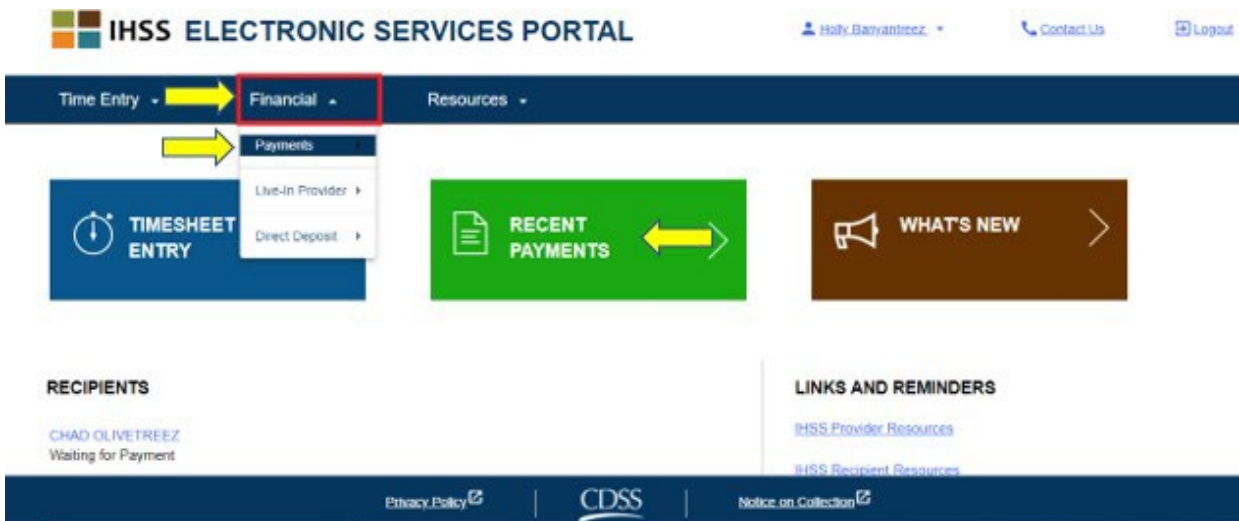 IHSS ELECTRONIC SERVICES PORTAL
Holly Banyantreez
Contact Us
Logout
Time Entry
Financial
Resources
Payments
Live-In Provider
Direct Deposit
TIMESHEET
ENTRY
RECENT
PAYMENTS
WHAT'S NEW
RECIPIENTS
CHAD OLIVETREEZ
Waiting for Payment
LINKS AND REMINDERS
IHSS Provider Resources
IHSS Recipient Resources
Privacy Policy
CDSS
Notice on Collection